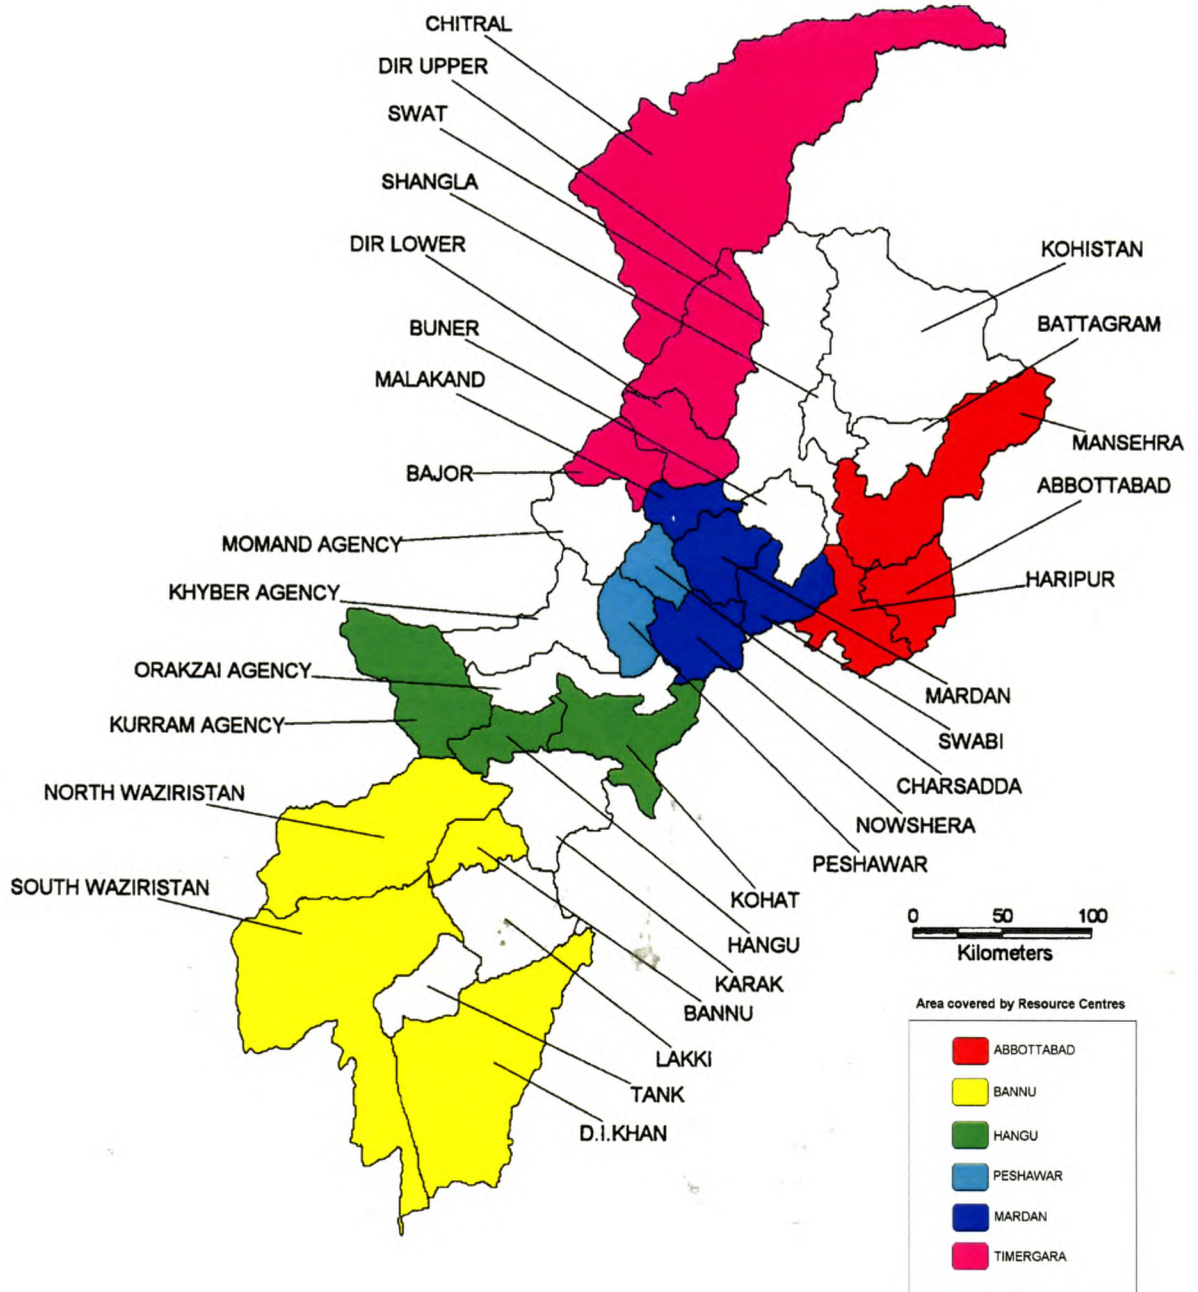 CHITRAL
DIR UPPER
SWAT
SHANGLA
DIR LOWER
BUNER
MALAKAND
BAJOR
MOMAND AGENCY
KHYBER AGENCY
ORAKZAI AGENCY
KURRAM AGENCY
NORTH WAZIRISTAN
SOUTH WAZIRISTAN
KOHISTAN
BATTAGRAM
MANSEHRA
ABBOTTABAD
HARIPUR
MARDAN
SWABI
CHARSADDA
NOWSHERA
PESHAWAR
KOHAT
HANGU
KARAK
BANNU
LAKKI
TANK
D.I.KHAN
0 50 100
Kilometers
Area covered by Resource Centres
ABBOTTABAD
BANNU
HANGU
PESHAWAR
MARDAN
TIMERGARA